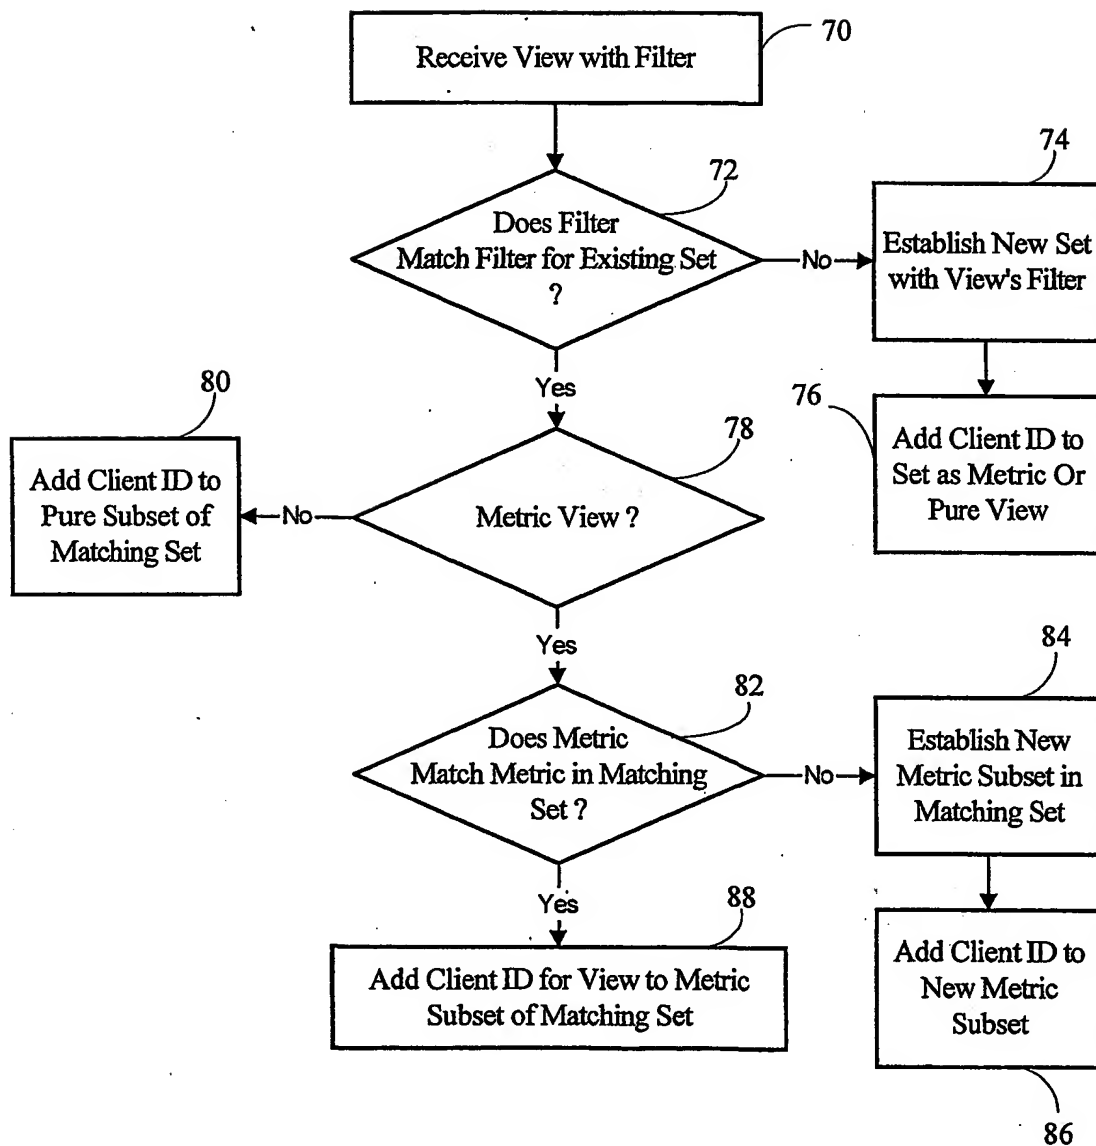 70
Receive View with Filter
72
Does Filter
Match Filter for Existing Set
?
No
74
Establish New Set
with View's Filter
Yes
76
Add Client ID to
Set as Metric Or
Pure View
80
Add Client ID to
Pure Subset of
Matching Set
No
78
Metric View ?
Yes
82
Does Metric
Match Metric in Matching
Set ?
No
84
Establish New
Metric Subset in
Matching Set
Yes
88
Add Client ID for View to Metric
Subset of Matching Set
Add Client ID to
New Metric
Subset
86